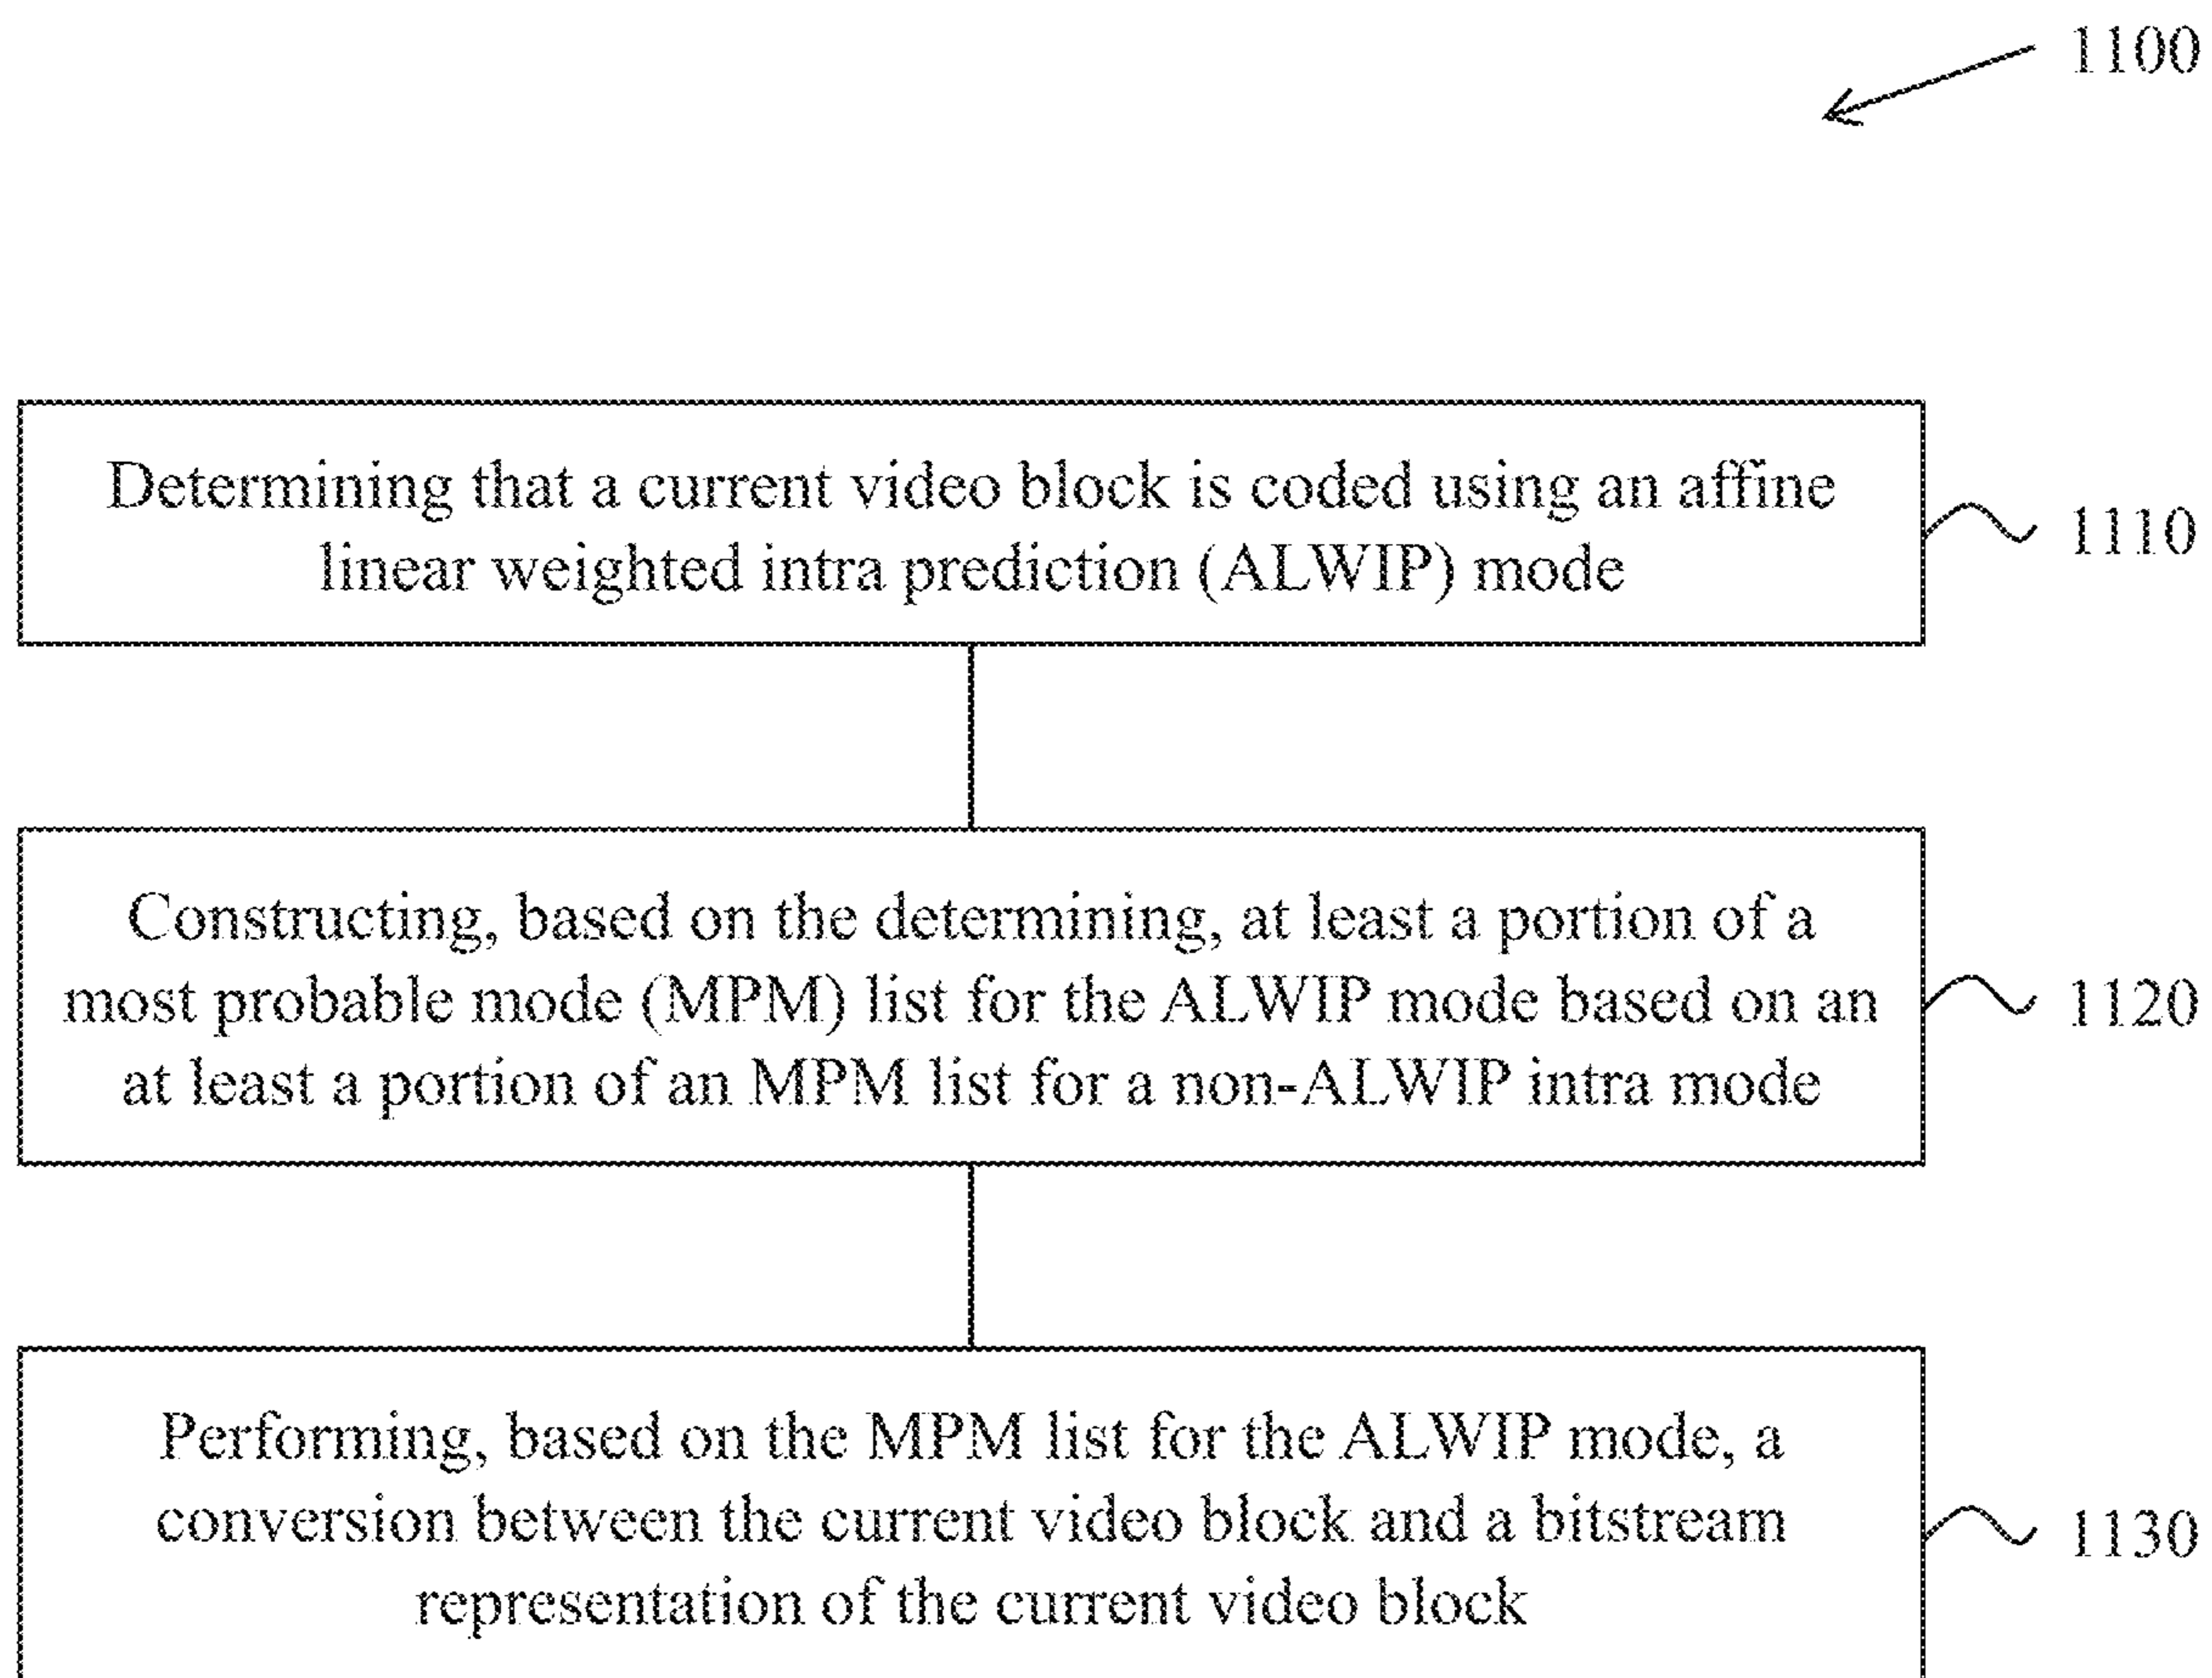 1100
Determining that a current video block is coded using an affine
linear weighted intra prediction (ALWIP) mode
1110
Constructing, based on the determining, at least a portion of a
most probable mode (MPM) list for the ALWIP mode based on an
at least a portion of an MPM list for a non-ALWIP intra mode
1120
Performing, based on the MPM list for the ALWIP mode, a
conversion between the current video block and a bitstream
representation of the current video block
1130